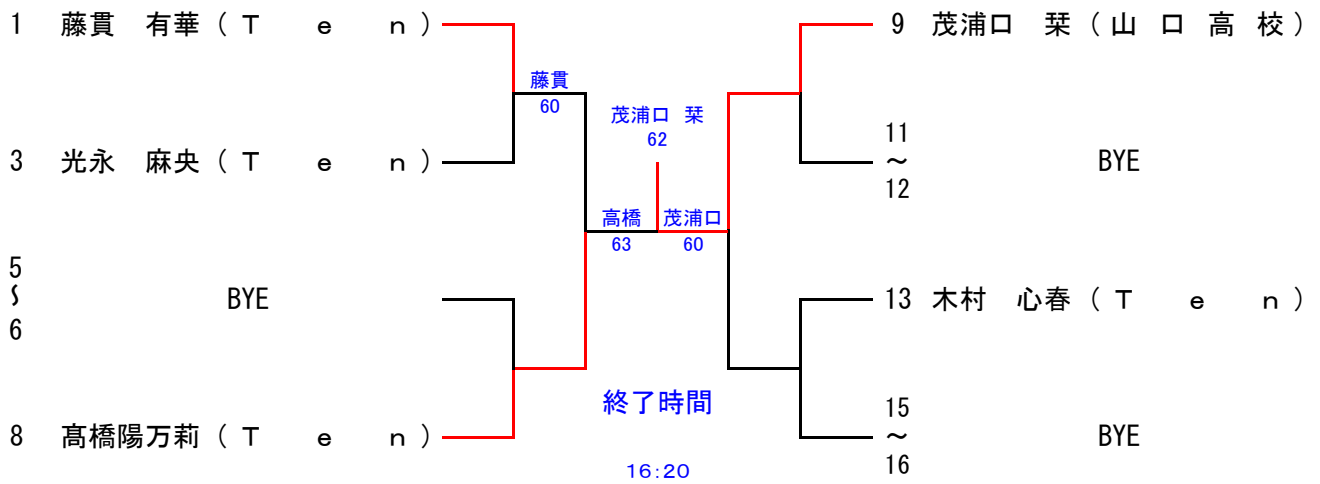 1 藤貫 有華 ( Ｔ ｅ ｎ )
3 光永 麻央 ( Ｔ ｅ ｎ )
5
～
6
BYE
8 髙橋陽万莉 ( Ｔ ｅ ｎ )
藤貫
60
高橋
63
茂浦口 栞
62
茂浦口
60
終了時間
16:20
9 茂浦口 栞 ( 山 口 高 校 )
11
～
12
BYE
13 木村 心春 ( Ｔ ｅ ｎ )
15
～
16
BYE